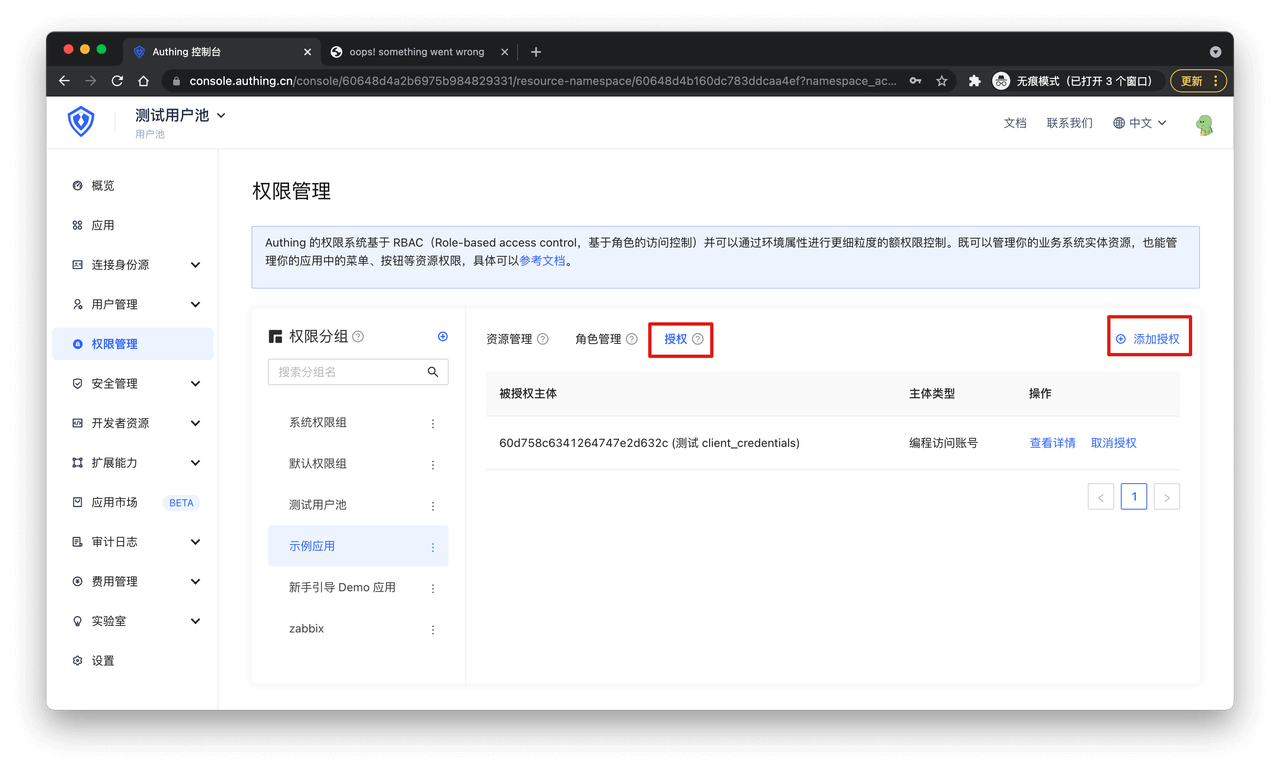 Authing 控制台
oops! something went wrong
console.authing.cn/console/60648d4a2b6975b984829331/resource-namespace/60648d4b160dc783ddcaa4ef?namespace_ac...
无痕模式（已打开 3 个窗口）
更新
测试用户池
用户池
文档
联系我们
中文
概览
应用
连接身份源
用户管理
权限管理
安全管理
开发者资源
扩展能力
应用市场 BETA
审计日志
费用管理
实验室
设置
权限管理
Authing 的权限系统基于 RBAC（Role-based access control，基于角色的访问控制）并可以通过环境属性进行更细粒度的额权限控制。既可以管理你的业务系统实体资源，也能管
理你的应用中的菜单、按钮等资源权限，具体可以参考文档。
权限分组
搜索分组名
系统权限组
默认权限组
测试用户池
示例应用
新手引导 Demo 应用
zabbix
资源管理
角色管理
授权
添加授权
被授权主体 主体类型 操作
60d758c6341264747e2d632c (测试 client_credentials) 编程访问账号 查看详情 取消授权
< 1 >